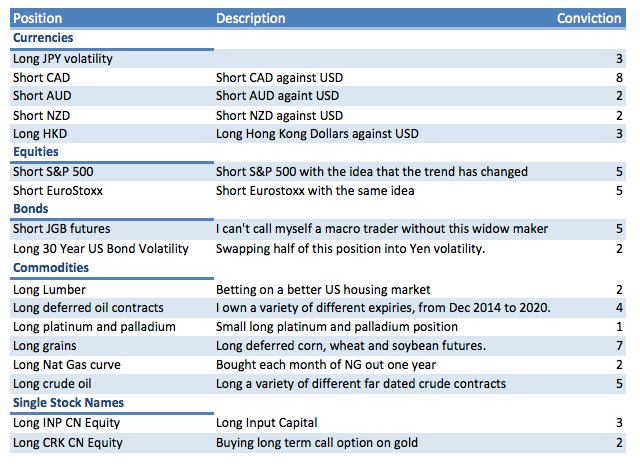 Position Description Conviction
Currencies
Long JPY volatility 3
Short CAD Short CAD against USD 8
Short AUD Short AUD againt USD 2
Short NZD Short NZD against USD 2
Long HKD Long Hong Kong Dollars against USD 3
Equities
Short S&P 500 Short S&P 500 with the idea that the trend has changed 5
Short EuroStoxx Short Eurostoxx with the same idea 5
Bonds
Short JGB futures I can't call myself a macro trader without this widow maker 5
Long 30 Year US Bond Volatility Swapping half of this position into Yen volatility. 2
Commodities
Long Lumber Betting on a better US housing market 2
Long deferred oil contracts I own a variety of different expiries, from Dec 2014 to 2020. 4
Long platinum and palladium Small long platinum and palladium position 1
Long grains Long deferred corn, wheat and soybean futures. 7
Long Nat Gas curve Bought each month of NG out one year 2
Long crude oil Long a variety of different far dated crude contracts 5
Single Stock Names
Long INP CN Equity Long Input Capital 3
Long CRK CN Equity Buying long term call option on gold 2